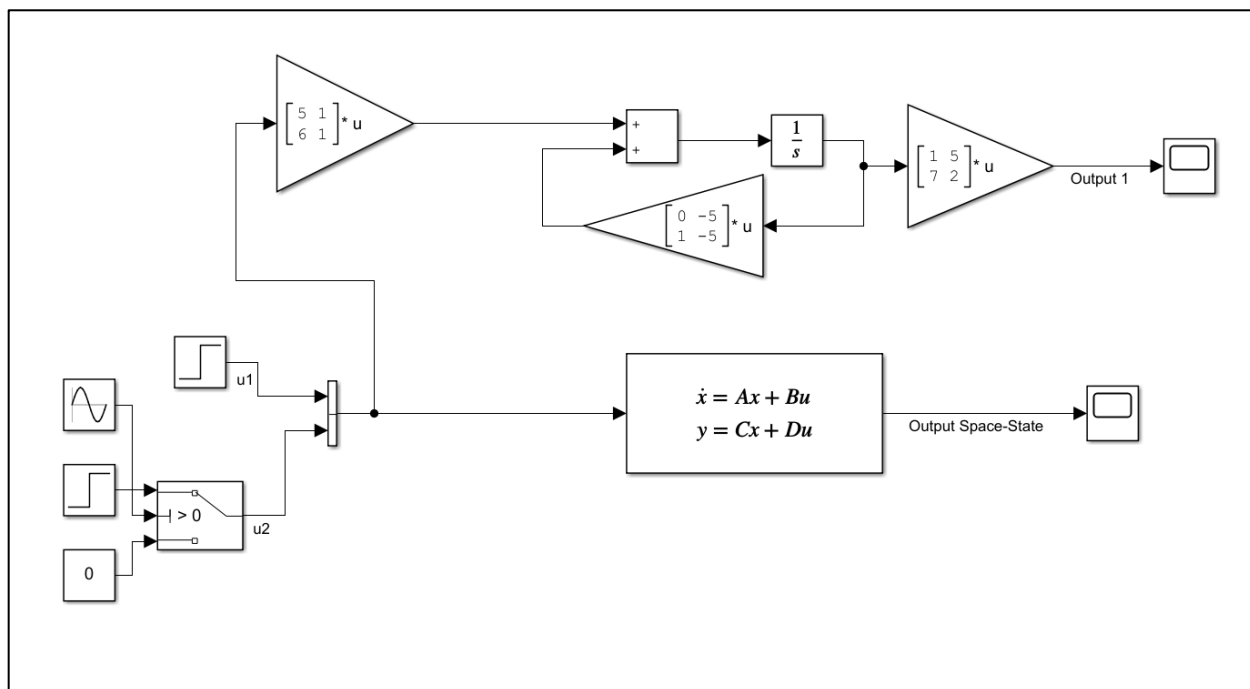 [5 1
6 1] * u
+
+
1
s
[1 5
7 2] * u
Output 1
[0 -5
1 -5] * u
u1
ẋ = Ax + Bu
y = Cx + Du
Output Space-State
> 0
u2
0